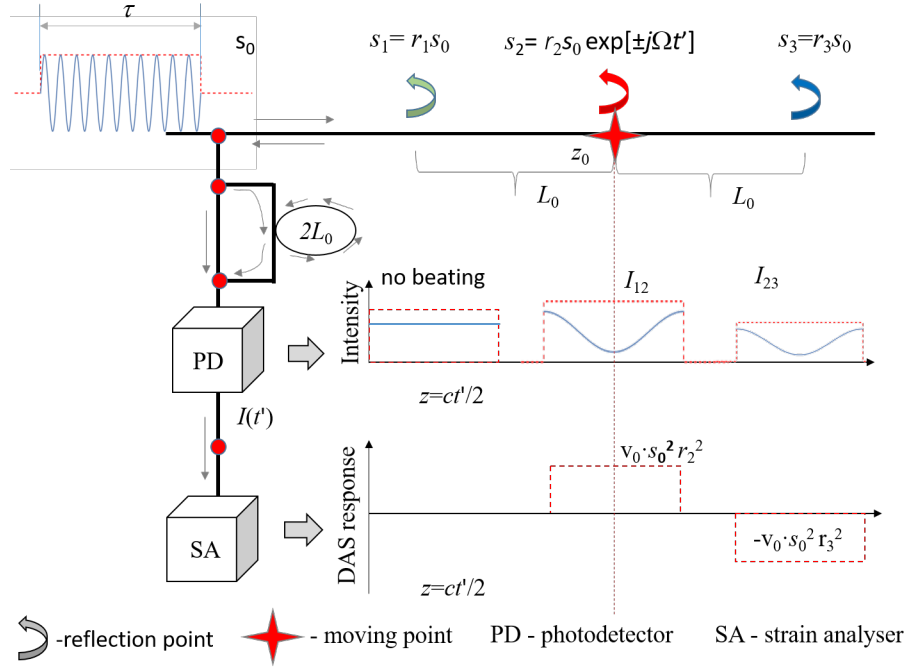 τ
s₀
s₁= r₁s₀
s₂= r₂s₀ exp[±jΩt']
s₃=r₃s₀
z₀
L₀
L₀
2L₀
no beating
I₁₂
I₂₃
Intensity
PD
z=ct'/2
I(t')
v₀·s₀² r₂²
SA
DAS response
-v₀·s₀² r₃²
z=ct'/2
-reflection point
- moving point
PD - photodetector
SA - strain analyser